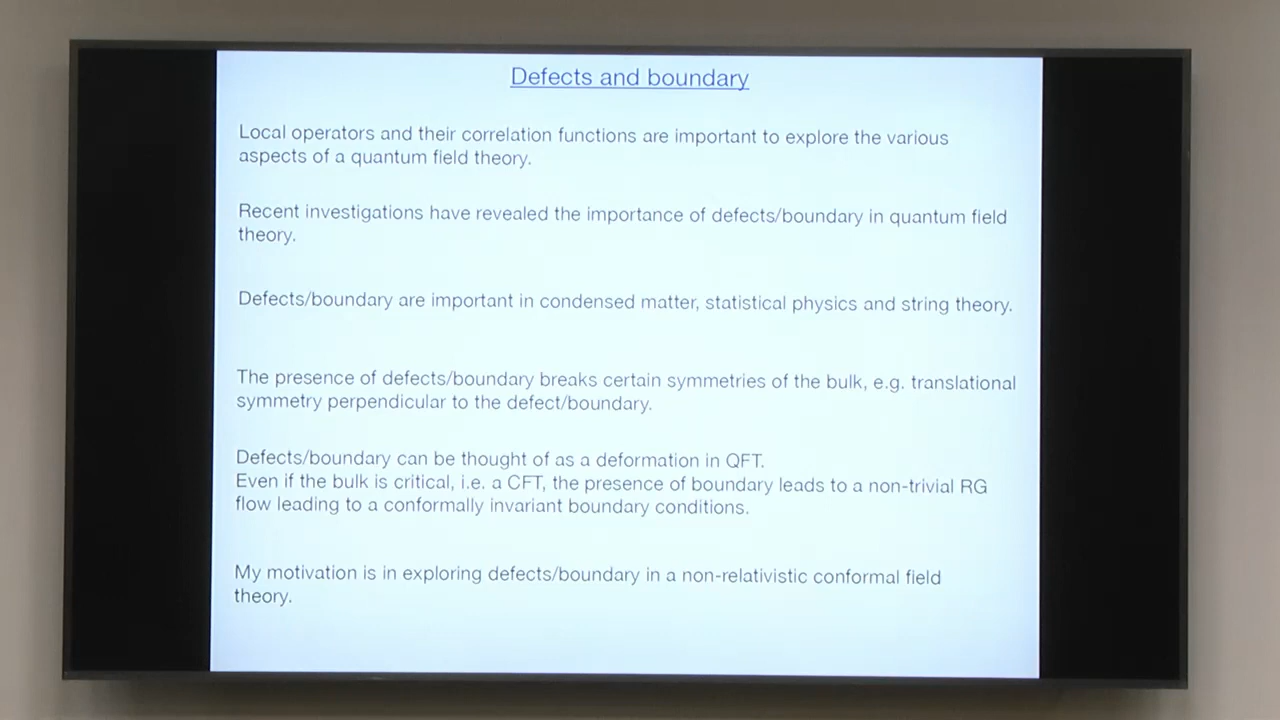 Defects and boundary
Local operators and their correlation functions are important to explore the various
aspects of a quantum field theory.
Recent investigations have revealed the importance of defects/boundary in quantum field
theory.
Defects/boundary are important in condensed matter, statistical physics and string theory.
The presence of defects/boundary breaks certain symmetries of the bulk, e.g. translational
symmetry perpendicular to the defect/boundary.
Defects/boundary can be thought of as a deformation in QFT.
Even if the bulk is critical, i.e. a CFT, the presence of boundary leads to a non-trivial RG
flow leading to a conformally invariant boundary conditions.
My motivation is in exploring defects/boundary in a non-relativistic conformal field
theory.